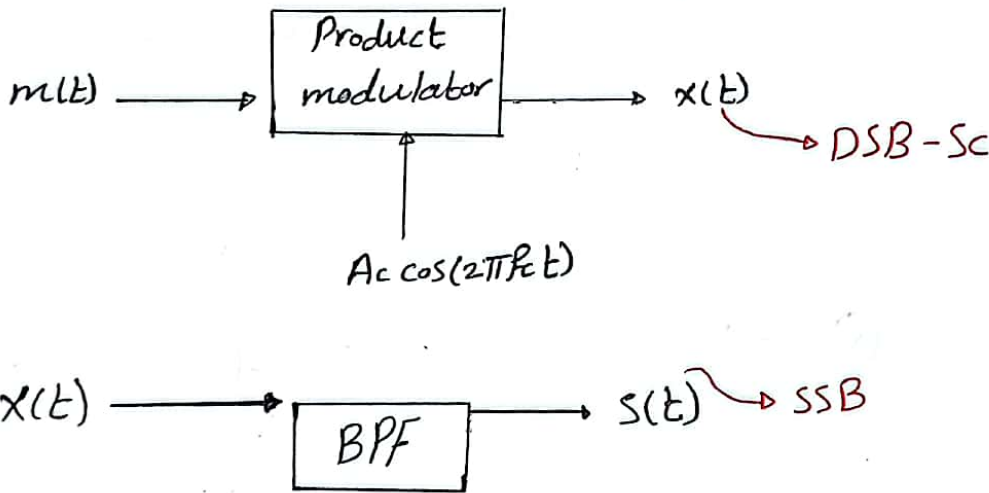 Product
modulator
m(t)
x(t)
DSB-SC
Ac cos(2πfct)
x(t)
BPF
s(t)
SSB